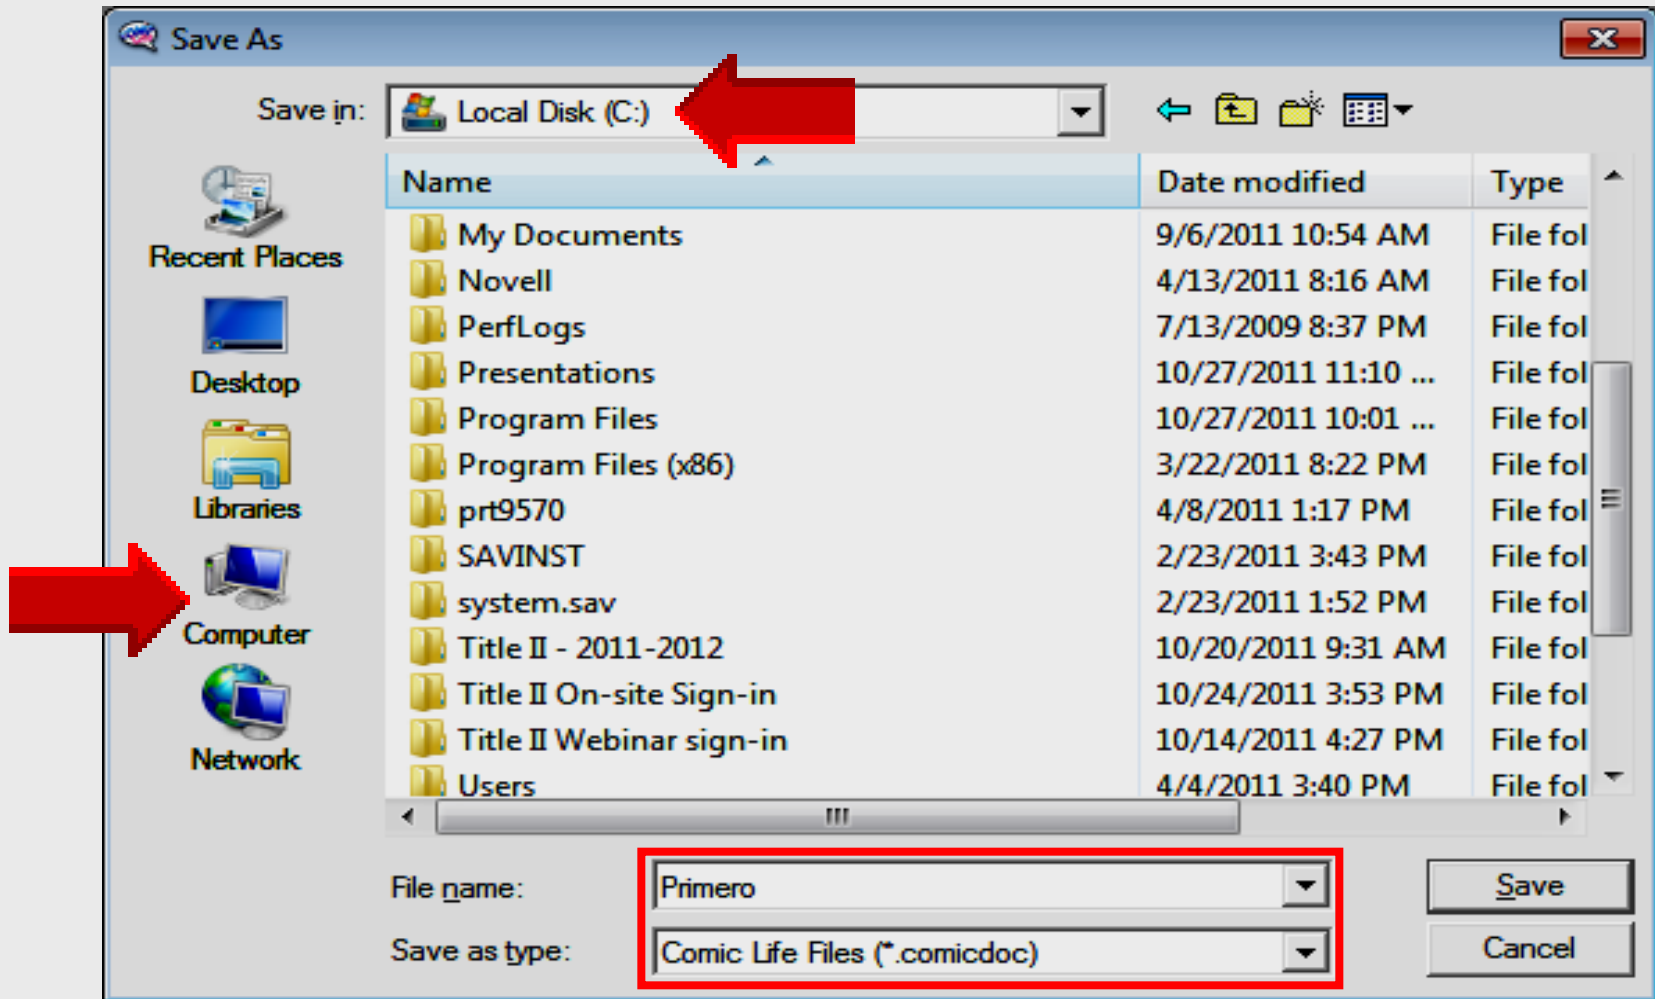 Save As
Save in: Local Disk (C:)
Name Date modified Type
My Documents 9/6/2011 10:54 AM File fol
Novell 4/13/2011 8:16 AM File fol
PerfLogs 7/13/2009 8:37 PM File fol
Presentations 10/27/2011 11:10 ... File fol
Program Files 10/27/2011 10:01 ... File fol
Program Files (x86) 3/22/2011 8:22 PM File fol
prt9570 4/8/2011 1:17 PM File fol
SAVINST 2/23/2011 3:43 PM File fol
system.sav 2/23/2011 1:52 PM File fol
Title II - 2011-2012 10/20/2011 9:31 AM File fol
Title II On-site Sign-in 10/24/2011 3:53 PM File fol
Title II Webinar sign-in 10/14/2011 4:27 PM File fol
Users 4/4/2011 3:40 PM File fol
Recent Places
Desktop
Libraries
Computer
Network
File name: Primero Save
Save as type: Comic Life Files (*.comicdoc) Cancel